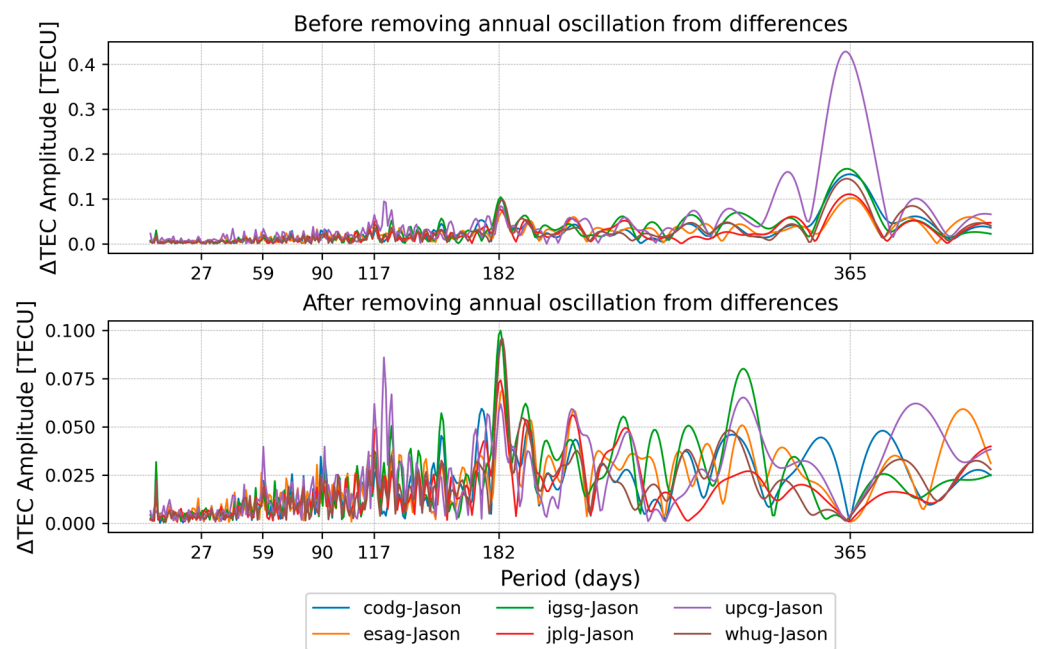 Before removing annual oscillation from differences
ΔTEC Amplitude [TECU]
0.4
0.3
0.2
0.1
0.0
27 59 90 117 182 365
After removing annual oscillation from differences
ΔTEC Amplitude [TECU]
0.100
0.075
0.050
0.025
0.000
27 59 90 117 182 365
Period (days)
codg-Jason igsg-Jason upcg-Jason
esag-Jason jplg-Jason whug-Jason